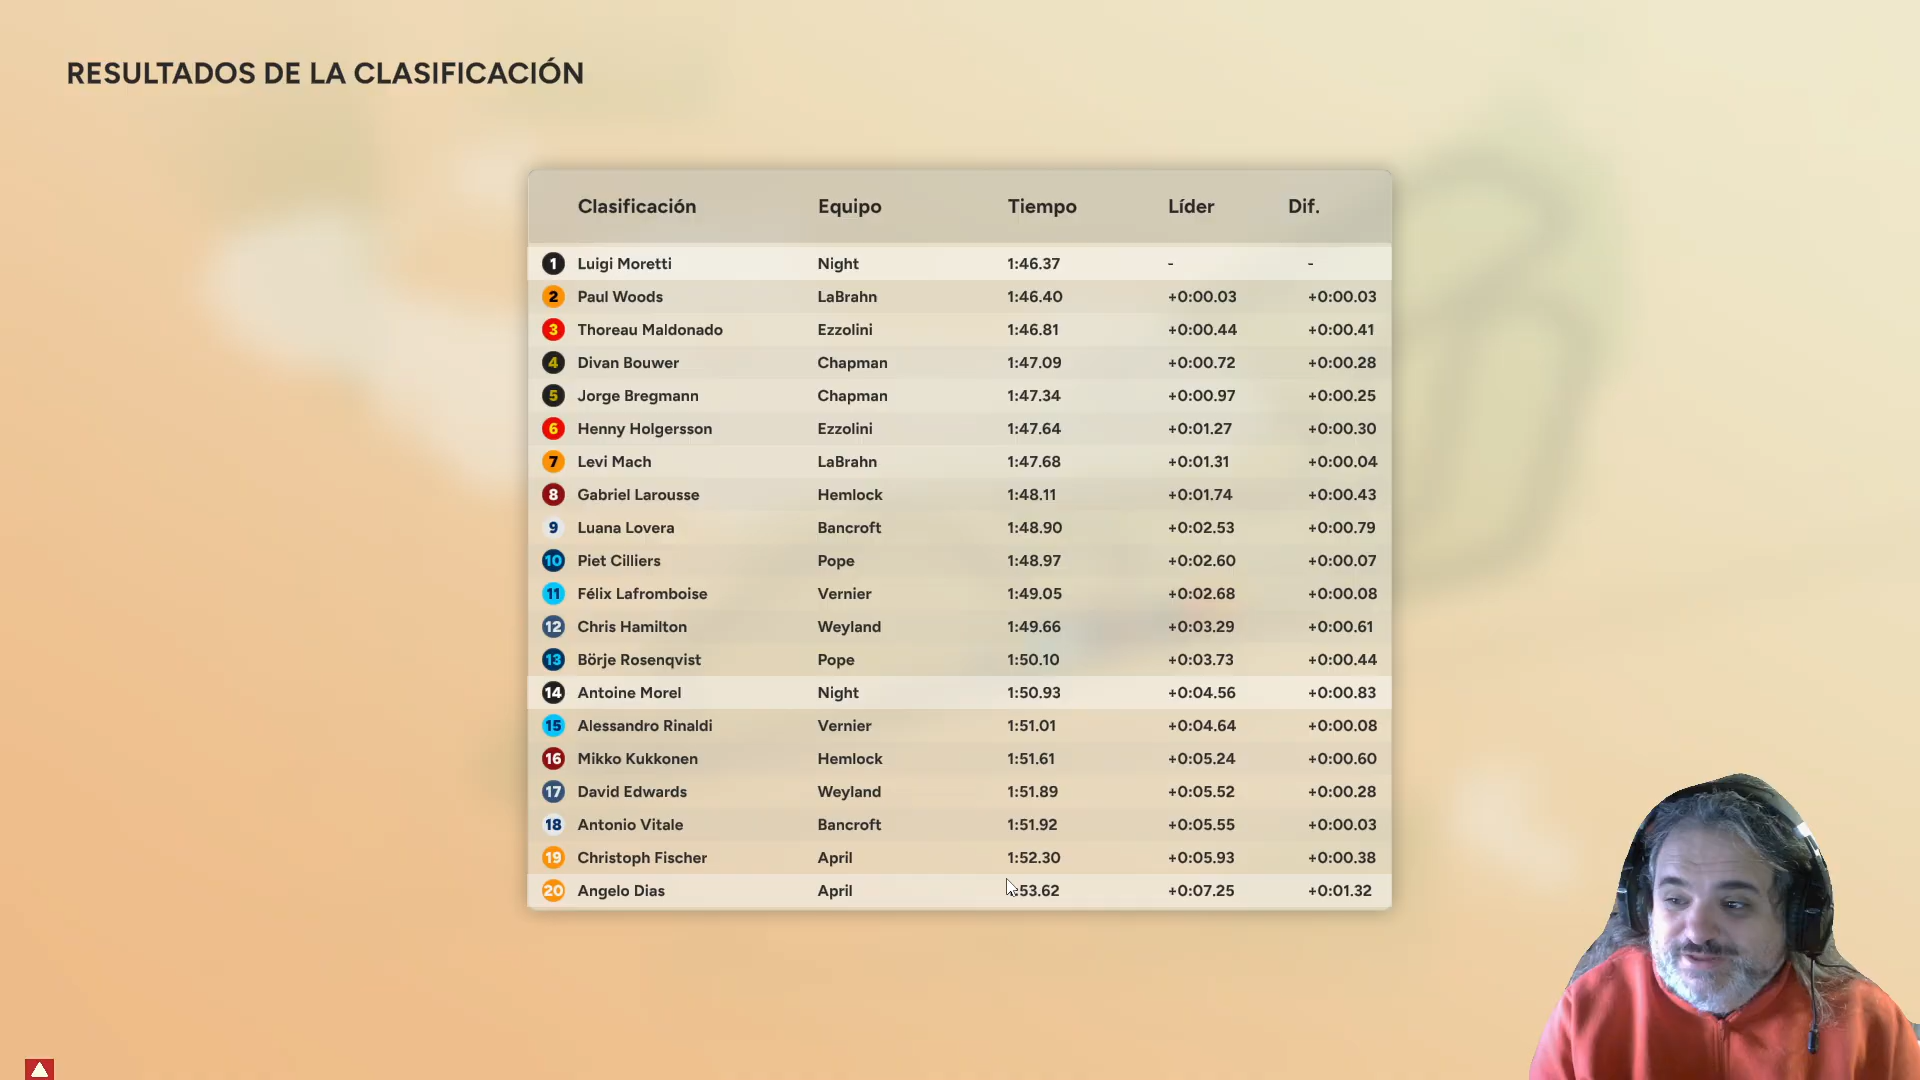 RESULTADOS DE LA CLASIFICACIÓN
Clasificación Equipo Tiempo Líder Dif.
1 Luigi Moretti Night 1:46.37 - -
2 Paul Woods LaBrahn 1:46.40 +0:00.03 +0:00.03
3 Thoreau Maldonado Ezzolini 1:46.81 +0:00.44 +0:00.41
4 Divan Bouwer Chapman 1:47.09 +0:00.72 +0:00.28
5 Jorge Bregmann Chapman 1:47.34 +0:00.97 +0:00.25
6 Henny Holgersson Ezzolini 1:47.64 +0:01.27 +0:00.30
7 Levi Mach LaBrahn 1:47.68 +0:01.31 +0:00.04
8 Gabriel Larousse Hemlock 1:48.11 +0:01.74 +0:00.43
9 Luana Lovera Bancroft 1:48.90 +0:02.53 +0:00.79
10 Piet Cilliers Pope 1:48.97 +0:02.60 +0:00.07
11 Félix Lafromboise Vernier 1:49.05 +0:02.68 +0:00.08
12 Chris Hamilton Weyland 1:49.66 +0:03.29 +0:00.61
13 Börje Rosenqvist Pope 1:50.10 +0:03.73 +0:00.44
14 Antoine Morel Night 1:50.93 +0:04.56 +0:00.83
15 Alessandro Rinaldi Vernier 1:51.01 +0:04.64 +0:00.08
16 Mikko Kukkonen Hemlock 1:51.61 +0:05.24 +0:00.60
17 David Edwards Weyland 1:51.89 +0:05.52 +0:00.28
18 Antonio Vitale Bancroft 1:51.92 +0:05.55 +0:00.03
19 Christoph Fischer April 1:52.30 +0:05.93 +0:00.38
20 Angelo Dias April :53.62 +0:07.25 +0:01.32